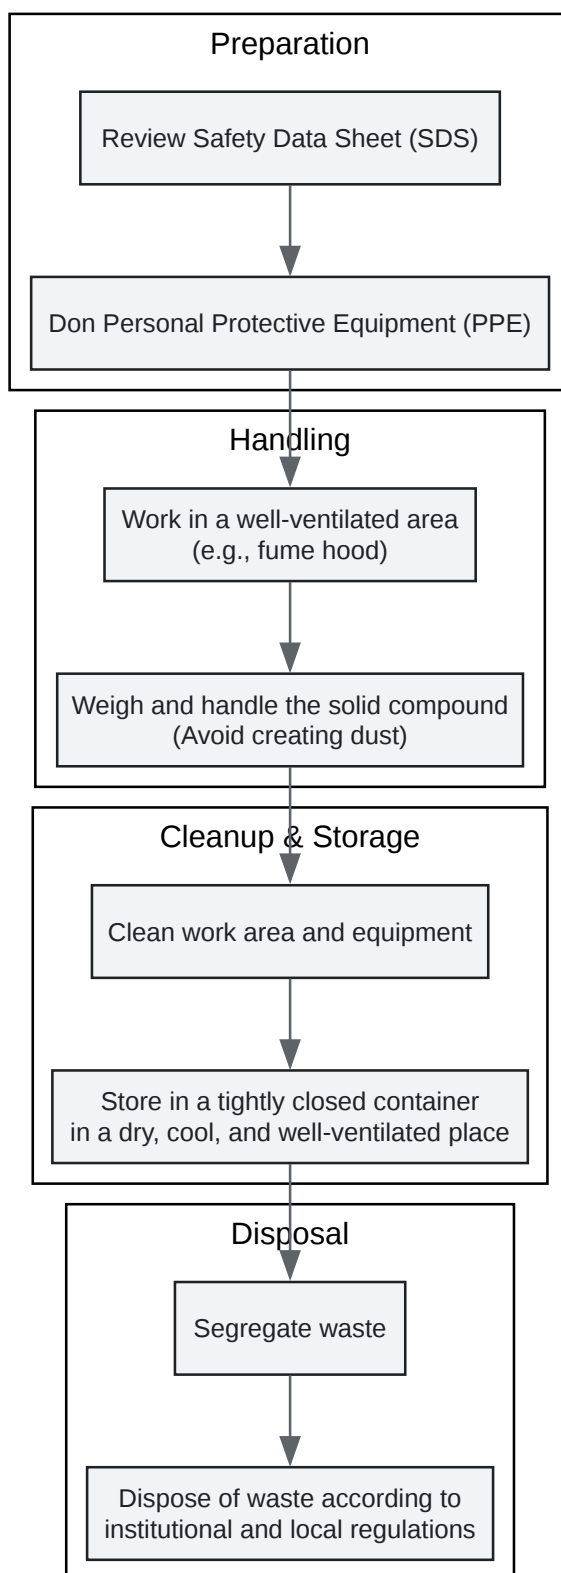 Preparation
Review Safety Data Sheet (SDS)
Don Personal Protective Equipment (PPE)
Handling
Work in a well-ventilated area
(e.g., fume hood)
Weigh and handle the solid compound
(Avoid creating dust)
Cleanup & Storage
Clean work area and equipment
Store in a tightly closed container
in a dry, cool, and well-ventilated place
Disposal
Segregate waste
Dispose of waste according to
institutional and local regulations